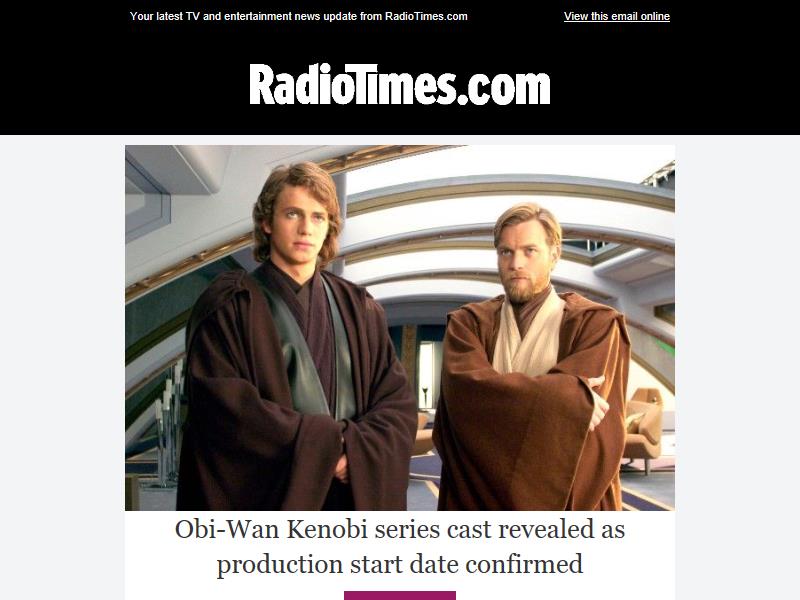 Your latest TV and entertainment news update from RadioTimes.com
View this email online
RadioTimes.com
Obi-Wan Kenobi series cast revealed as
production start date confirmed